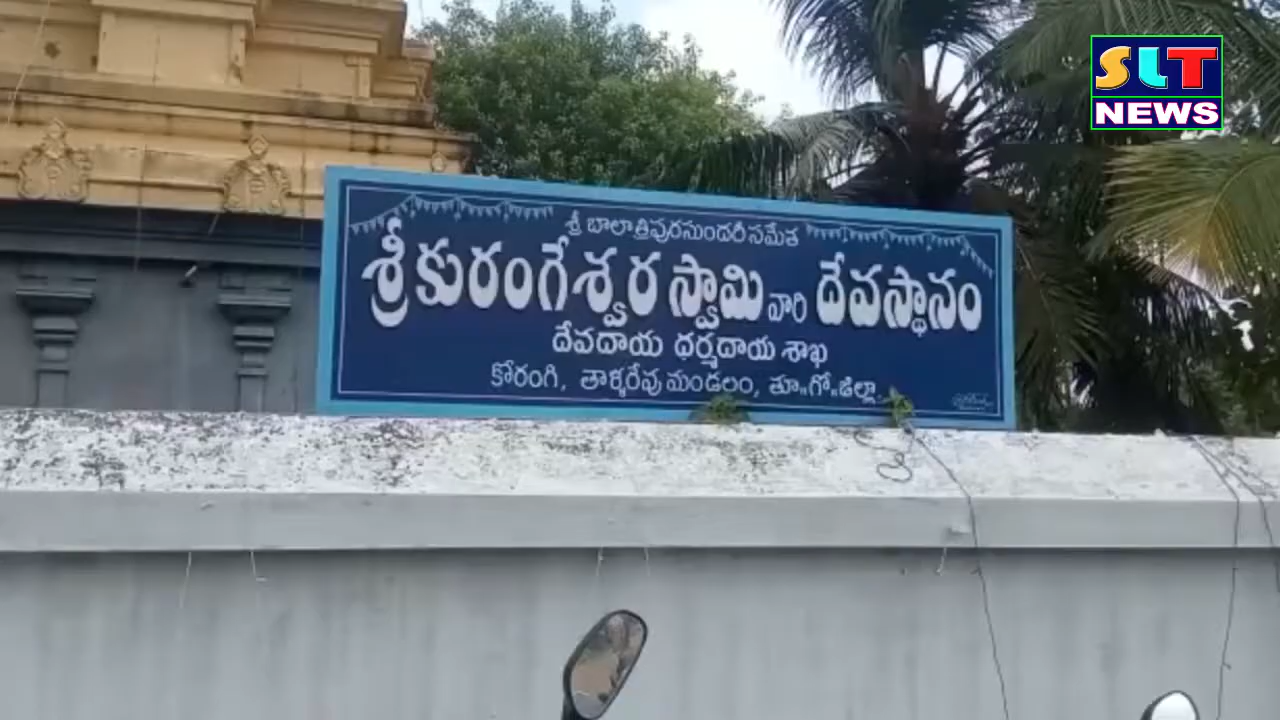 SLT
NEWS
శ్రీ బాలాత్రిపురసుందరీ సమేత
శ్రీ కురంగేశ్వర స్వామి వారి దేవస్థానం
దేవదాయ ధర్మదాయ శాఖ
కోరంగి, తాళ్ళరేవు మండలం, తూ॥గో॥జిల్లా